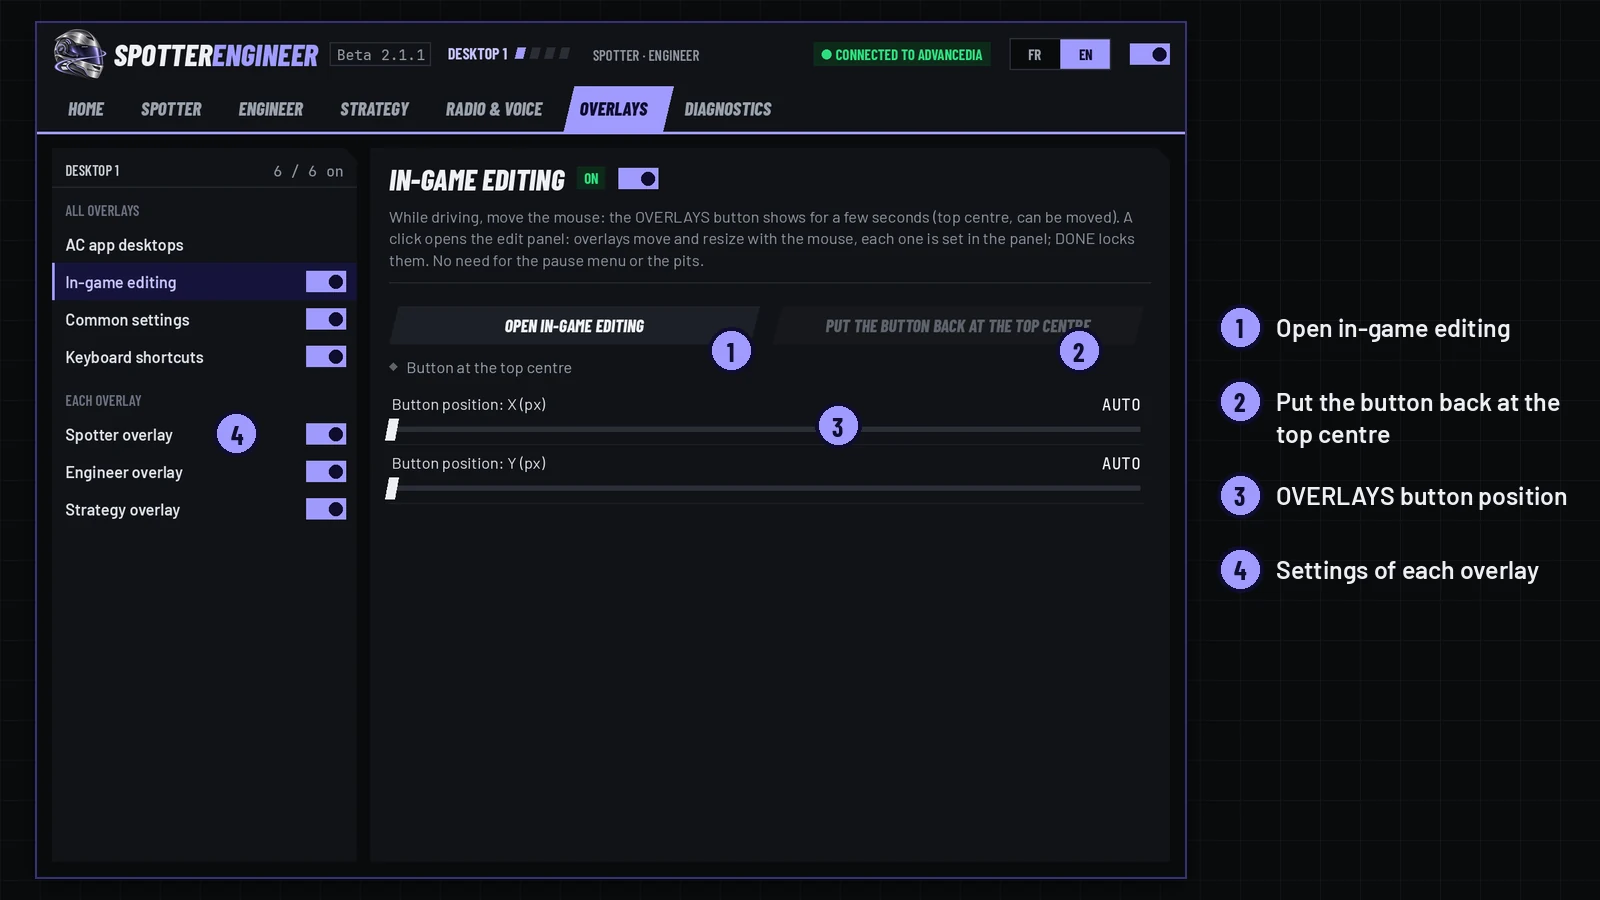 SPOTTERENGINEER
Beta 2.1.1
DESKTOP 1
SPOTTER · ENGINEER
CONNECTED TO ADVANCEDIA
FR
EN
HOME
SPOTTER
ENGINEER
STRATEGY
RADIO & VOICE
OVERLAYS
DIAGNOSTICS
DESKTOP 1
6 / 6 on
ALL OVERLAYS
AC app desktops
In-game editing
Common settings
Keyboard shortcuts
EACH OVERLAY
Spotter overlay
4
Engineer overlay
Strategy overlay
IN-GAME EDITING
ON
While driving, move the mouse: the OVERLAYS button shows for a few seconds (top centre, can be moved). A
click opens the edit panel: overlays move and resize with the mouse, each one is set in the panel; DONE locks
them. No need for the pause menu or the pits.
OPEN IN-GAME EDITING
1
PUT THE BUTTON BACK AT THE TOP CENTRE
2
Button at the top centre
Button position: X (px)
AUTO
3
Button position: Y (px)
AUTO
1
Open in-game editing
2
Put the button back at the
top centre
3
OVERLAYS button position
4
Settings of each overlay